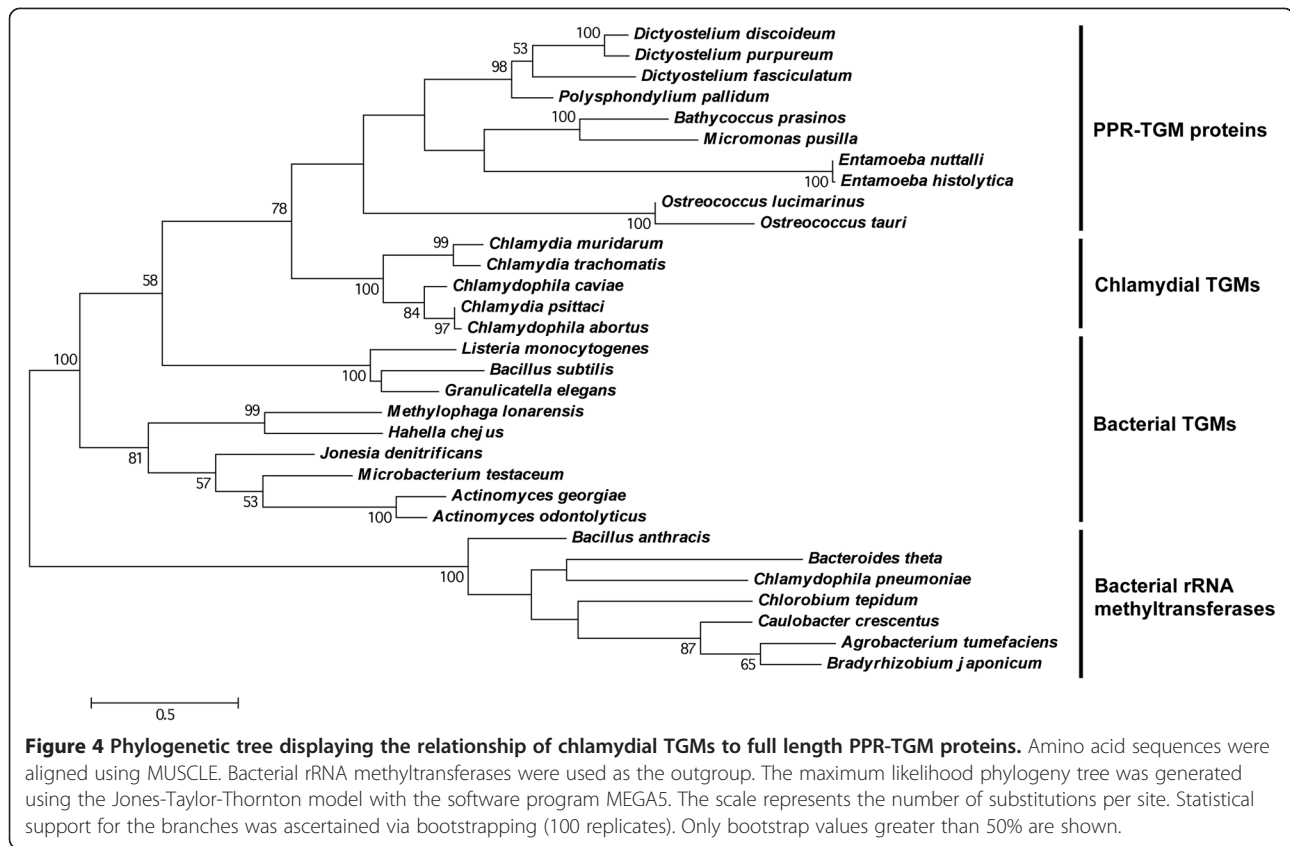 100
Dictyostelium discoideum
53
Dictyostelium purpureum
98
Dictyostelium fasciculatum
Polysphondylium pallidum
100
Bathycoccus prasinos
Micromonas pusilla
PPR-TGM proteins
Entamoeba nuttalli
100
Entamoeba histolytica
Ostreococcus lucimarinus
100
Ostreococcus tauri
78
99
Chlamydia muridarum
Chlamydia trachomatis
100
Chlamydophila caviae
84
Chlamydia psittaci
97
Chlamydophila abortus
Chlamydial TGMs
58
Listeria monocytogenes
100
Bacillus subtilis
Granulicatella elegans
100
99
Methylophaga lonarensis
Hahella chejus
81
Jonesia denitrificans
57
Microbacterium testaceum
53
Actinomyces georgiae
100
Actinomyces odontolyticus
Bacterial TGMs
Bacillus anthracis
100
Bacteroides theta
Chlamydophila pneumoniae
Chlorobium tepidum
Caulobacter crescentus
87
Agrobacterium tumefaciens
65
Bradyrhizobium japonicum
Bacterial rRNA
methyltransferases
0.5
Figure 4 Phylogenetic tree displaying the relationship of chlamydial TGMs to full length PPR-TGM proteins. Amino acid sequences were
aligned using MUSCLE. Bacterial rRNA methyltransferases were used as the outgroup. The maximum likelihood phylogeny tree was generated
using the Jones-Taylor-Thornton model with the software program MEGA5. The scale represents the number of substitutions per site. Statistical
support for the branches was ascertained via bootstrapping (100 replicates). Only bootstrap values greater than 50% are shown.